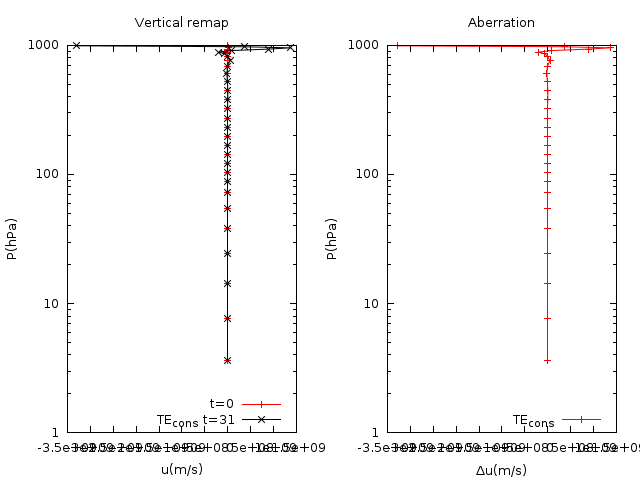 Vertical remap
Aberration
1000
100
10
1
P(hPa)
u(m/s)
t=0
TEcons t=31
1000
100
10
1
P(hPa)
Δu(m/s)
TEcons